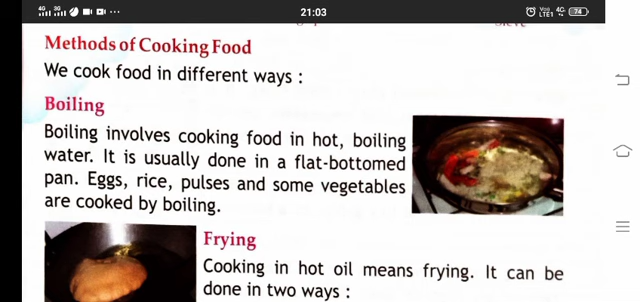 21:03
74
Methods of Cooking Food
We cook food in different ways :
Boiling
Boiling involves cooking food in hot, boiling
water. It is usually done in a flat-bottomed
pan. Eggs, rice, pulses and some vegetables
are cooked by boiling.
Frying
Cooking in hot oil means frying. It can be
done in two ways :